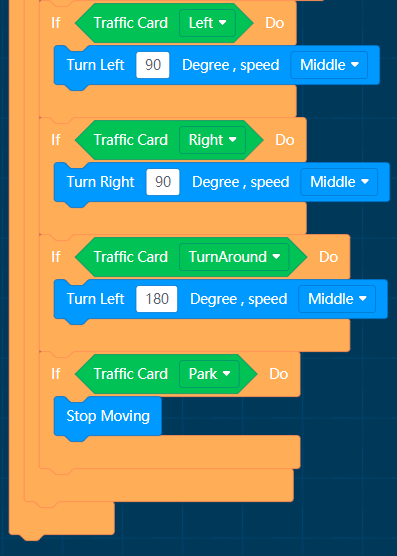 If Traffic Card Left Do
Turn Left 90 Degree , speed Middle
If Traffic Card Right Do
Turn Right 90 Degree , speed Middle
If Traffic Card TurnAround Do
Turn Left 180 Degree , speed Middle
If Traffic Card Park Do
Stop Moving